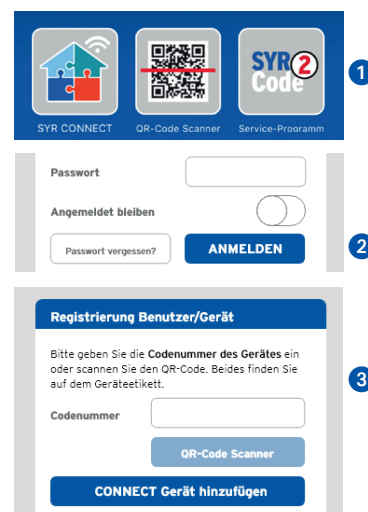 SYR 2
Code
1
SYR CONNECT QR-Code Scanner Service-Programm
Passwort
Angemeldet bleiben
Passwort vergessen? ANMELDEN
2
Registrierung Benutzer/Gerät
Bitte geben Sie die Codenummer des Gerätes ein
oder scannen Sie den QR-Code. Beides finden Sie
auf dem Geräteetikett.
3
Codenummer
QR-Code Scanner
CONNECT Gerät hinzufügen